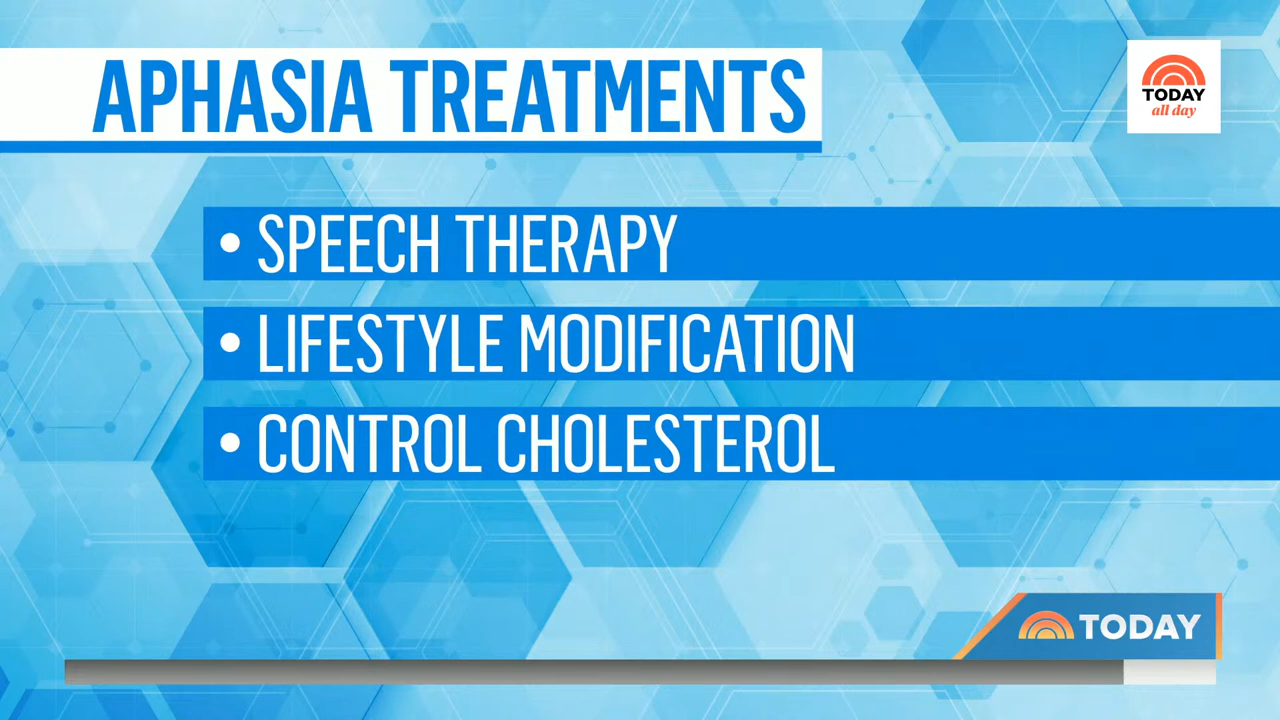 APHASIA TREATMENTS
TODAY
all day
• SPEECH THERAPY
• LIFESTYLE MODIFICATION
• CONTROL CHOLESTEROL
TODAY